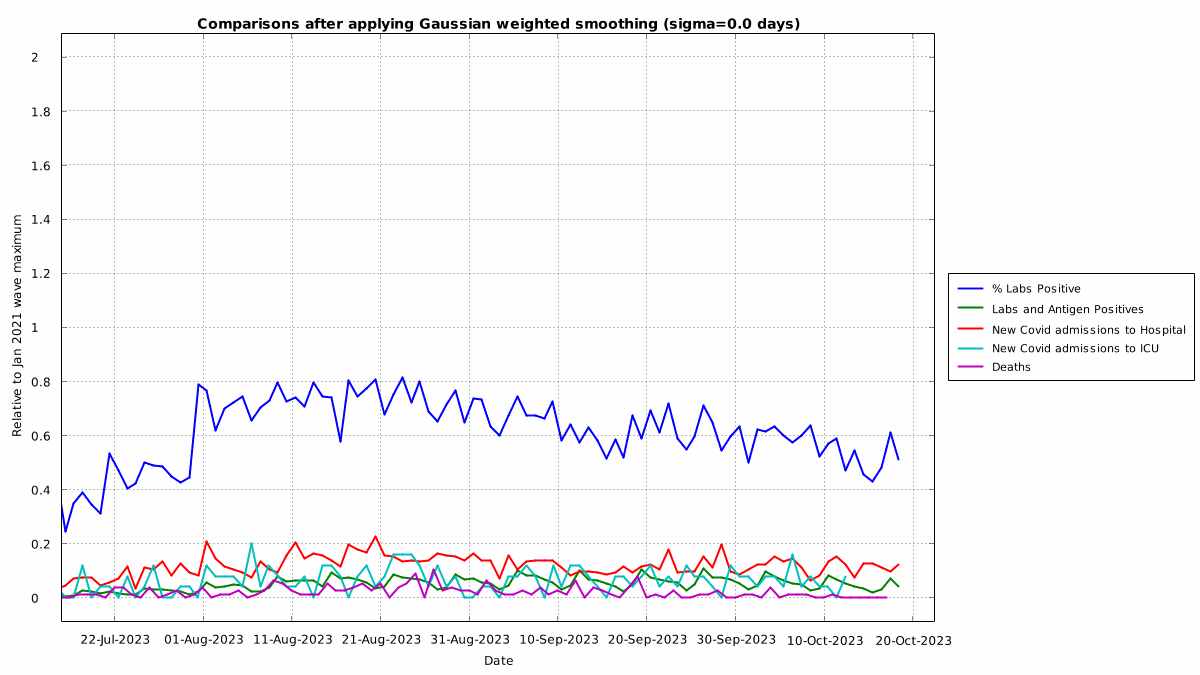 Comparisons after applying Gaussian weighted smoothing (sigma=0.0 days)
2
1.8
1.6
1.4
1.2
1
0.8
0.6
0.4
0.2
0
Relative to Jan 2021 wave maximum
22-Jul-2023 01-Aug-2023 11-Aug-2023 21-Aug-2023 31-Aug-2023 10-Sep-2023 20-Sep-2023 30-Sep-2023 10-Oct-2023 20-Oct-2023
Date
% Labs Positive
Labs and Antigen Positives
New Covid admissions to Hospital
New Covid admissions to ICU
Deaths